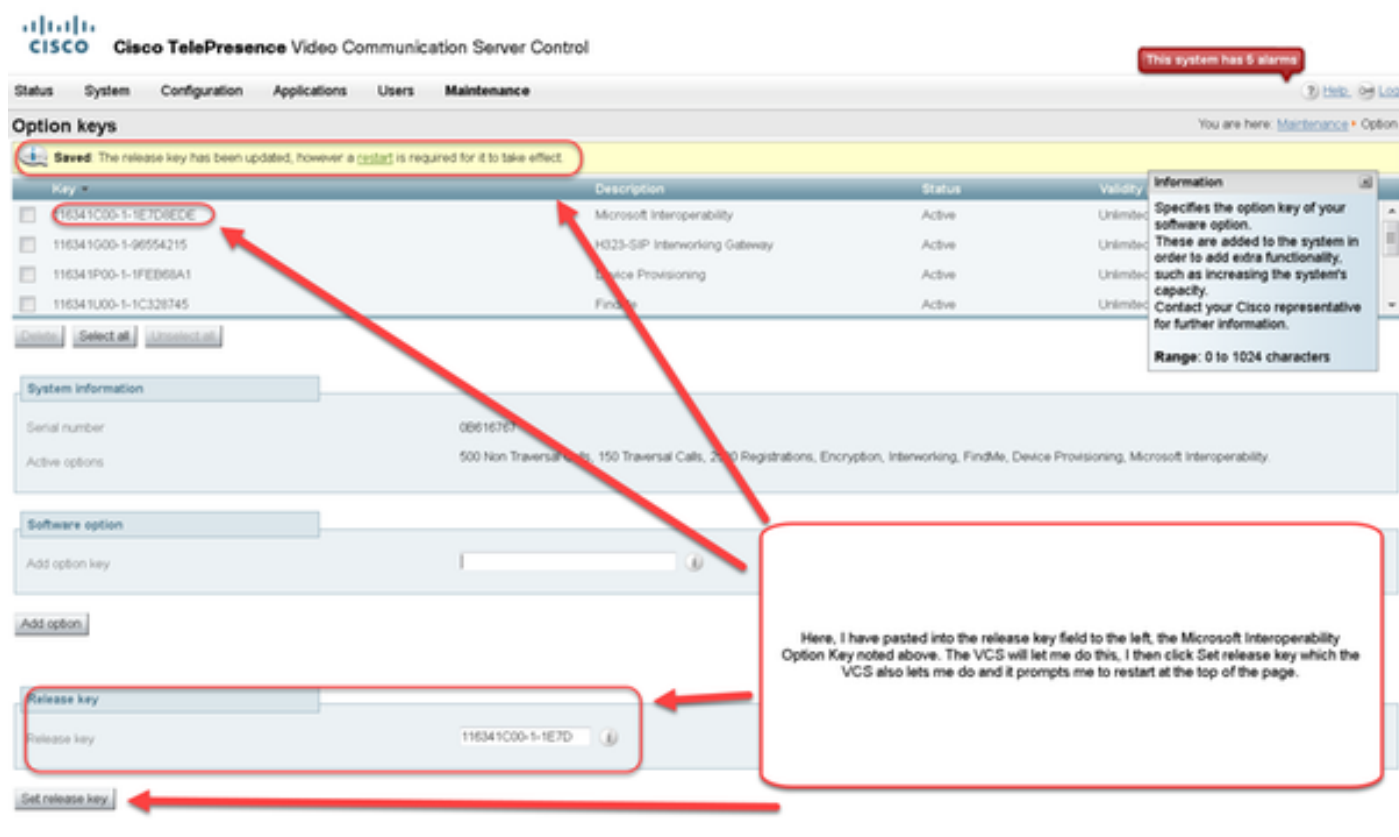 CISCO Cisco TelePresence Video Communication Server Control
This system has 5 alarms
Status System Configuration Applications Users Maintenance
Help Log
Option keys
You are here: Maintenance Option
Saved: The release key has been updated, however a restart is required for it to take effect.
Key Description Status Validity
116341C00-1-1E7D8EDE Microsoft Interoperability Active Unlimited
116341G00-1-96554215 H323-SIP Interworking Gateway Active Unlimited
116341P00-1-1FEB68A1 Device Provisioning Active Unlimited
116341U00-1-1C328745 FindMe Active Unlimited
Information
Specifies the option key of your
software option.
These are added to the system in
order to add extra functionality,
such as increasing the system's
capacity.
Contact your Cisco representative
for further information.
Range: 0 to 1024 characters
Delete Select all Unselect all
System information
Serial number 0B616767
Active options 500 Non Traversal Calls, 150 Traversal Calls, Registrations, Encryption, Interworking, FindMe, Device Provisioning, Microsoft Interoperability.
Software option
Add option key
Add option
Here, I have pasted into the release key field to the left, the Microsoft Interoperability
Option Key noted above. The VCS will let me do this, I then click Set release key which the
VCS also lets me do and it prompts me to restart at the top of the page.
Release key
Release key 116341C00-1-1E7D
Set release key